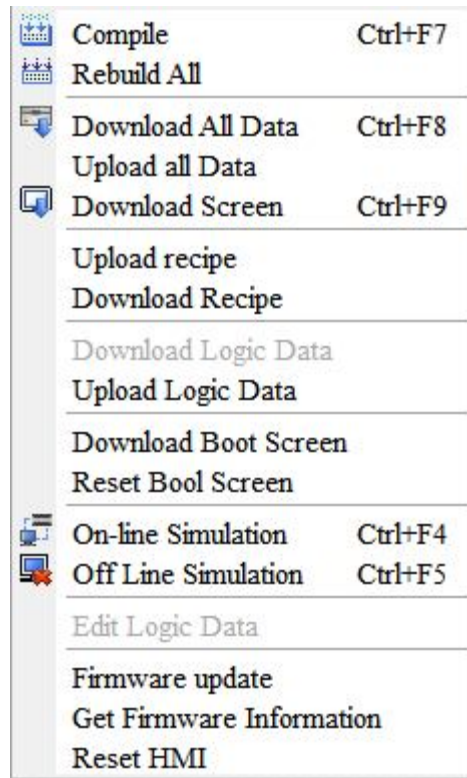 Compile Ctrl+F7
Rebuild All
Download All Data Ctrl+F8
Upload all Data
Download Screen Ctrl+F9
Upload recipe
Download Recipe
Download Logic Data
Upload Logic Data
Download Boot Screen
Reset Bool Screen
On-line Simulation Ctrl+F4
Off Line Simulation Ctrl+F5
Edit Logic Data
Firmware update
Get Firmware Information
Reset HMI